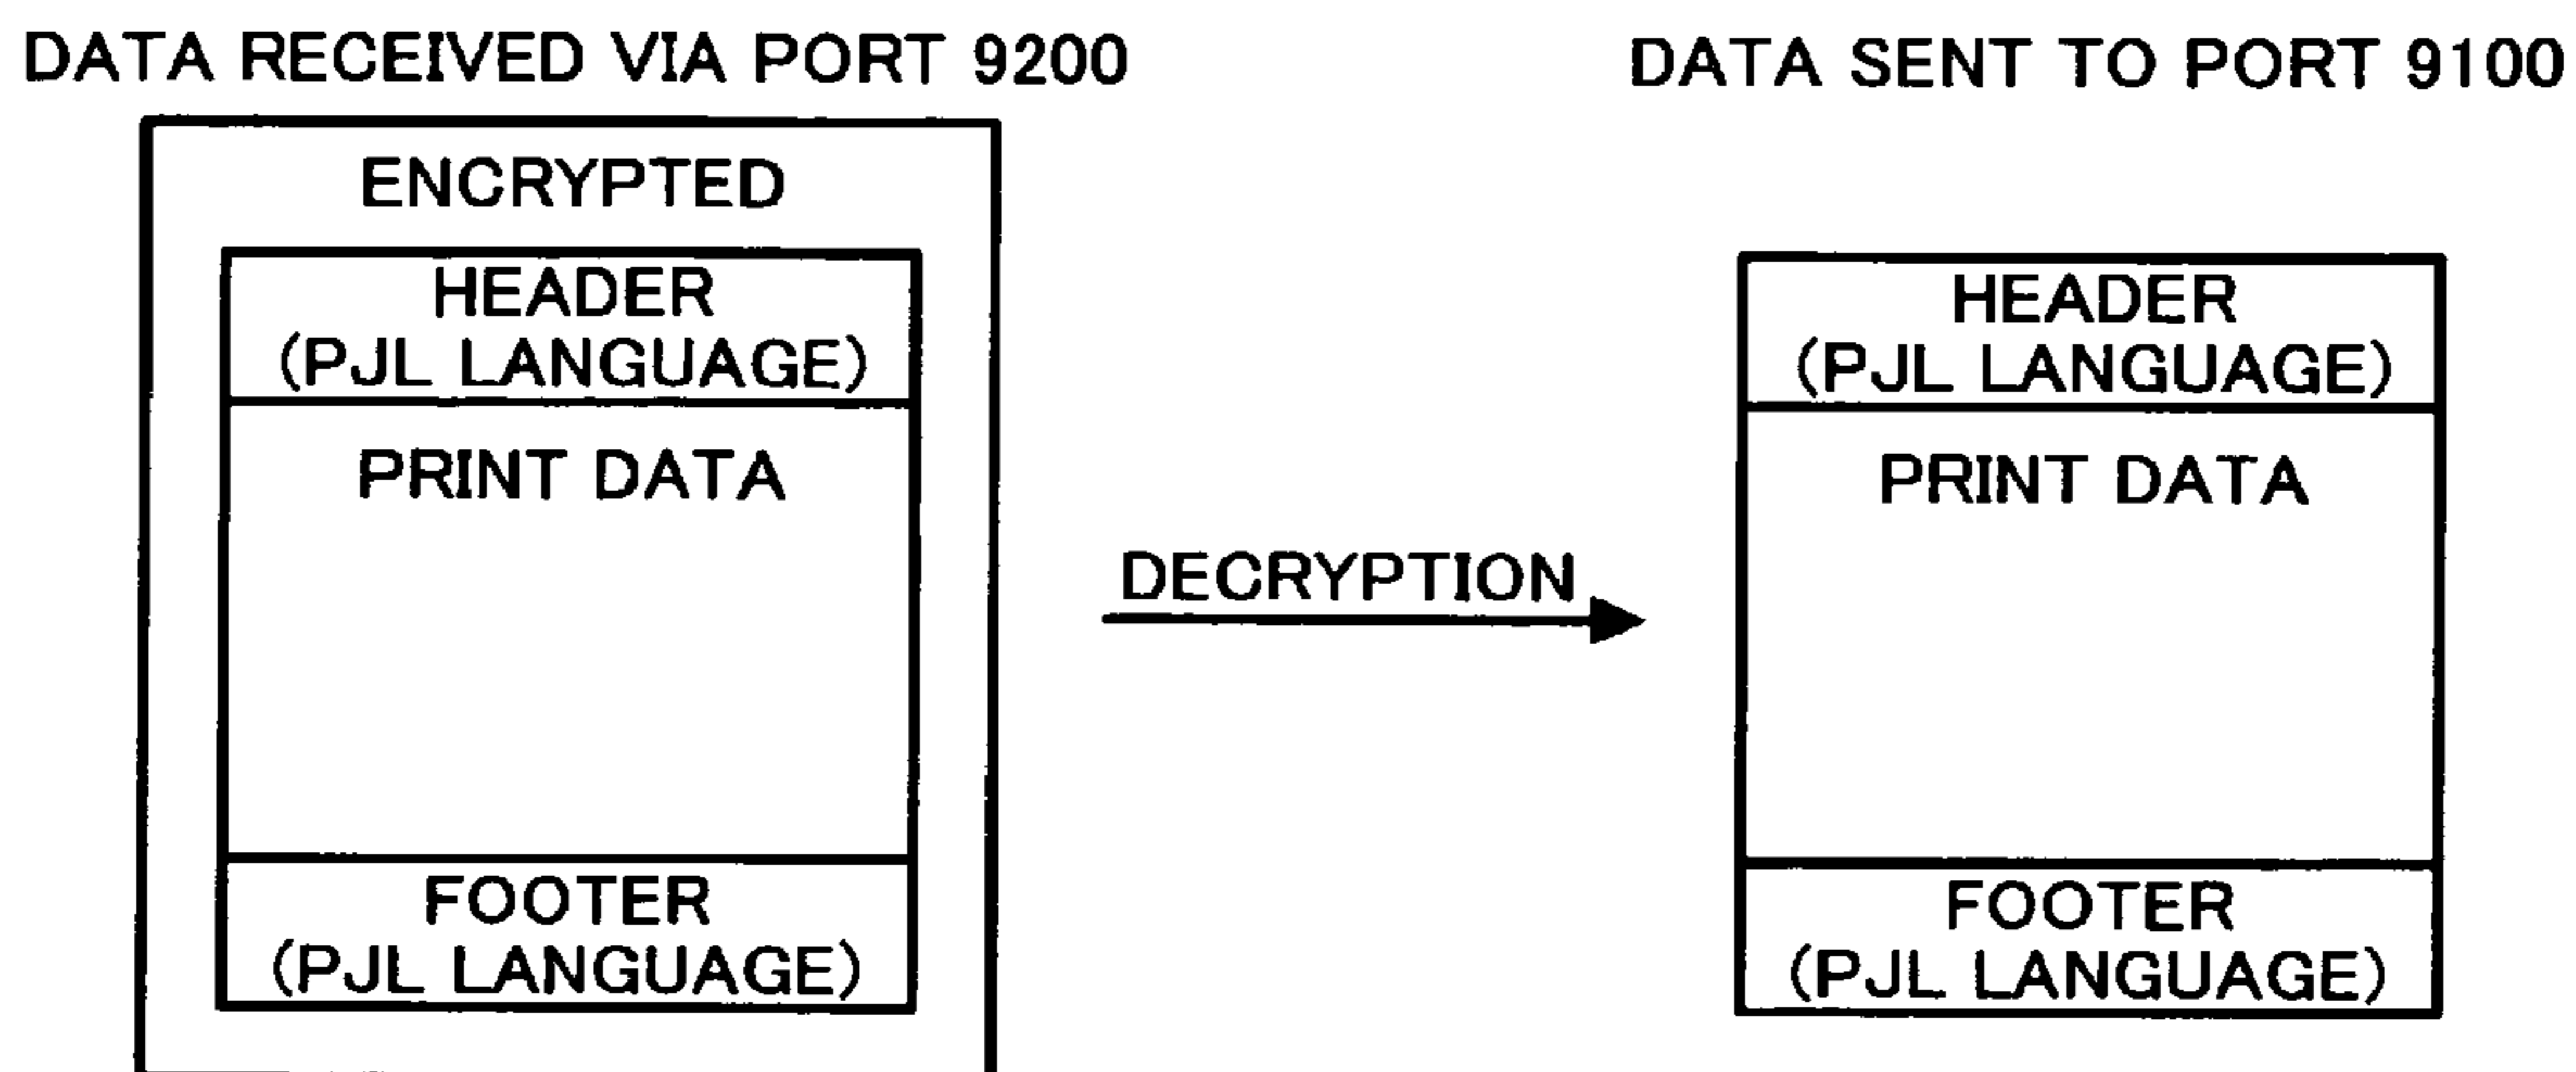 DATA RECEIVED VIA PORT 9200
ENCRYPTED
HEADER
(PJL LANGUAGE)
PRINT DATA
FOOTER
(PJL LANGUAGE)
DECRYPTION
DATA SENT TO PORT 9100
HEADER
(PJL LANGUAGE)
PRINT DATA
FOOTER
(PJL LANGUAGE)